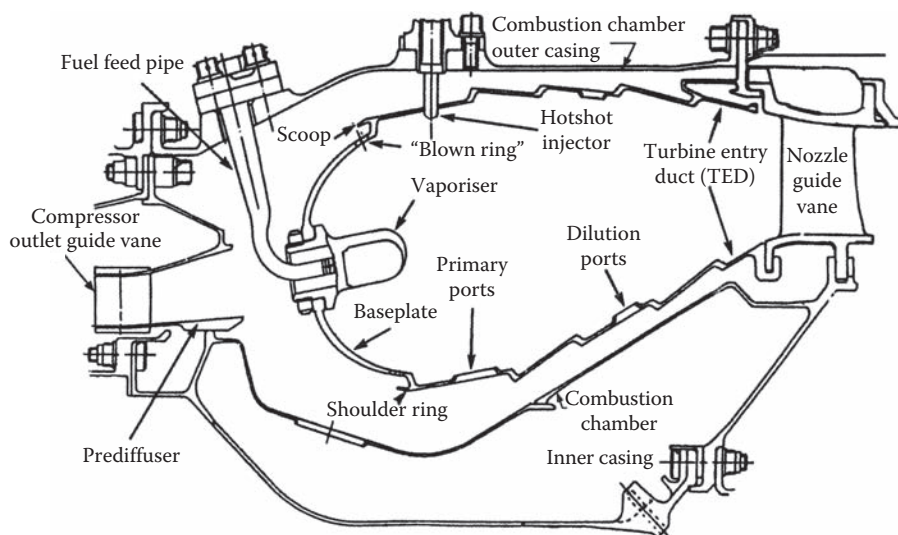 Combustion chamber
outer casing
Fuel feed pipe
Scoop
"Blown ring"
Hotshot
injector
Turbine entry
duct (TED)
Nozzle
guide
vane
Vaporiser
Compressor
outlet guide vane
Primary
ports
Dilution
ports
Baseplate
Shoulder ring
Combustion
chamber
Prediffuser
Inner casing